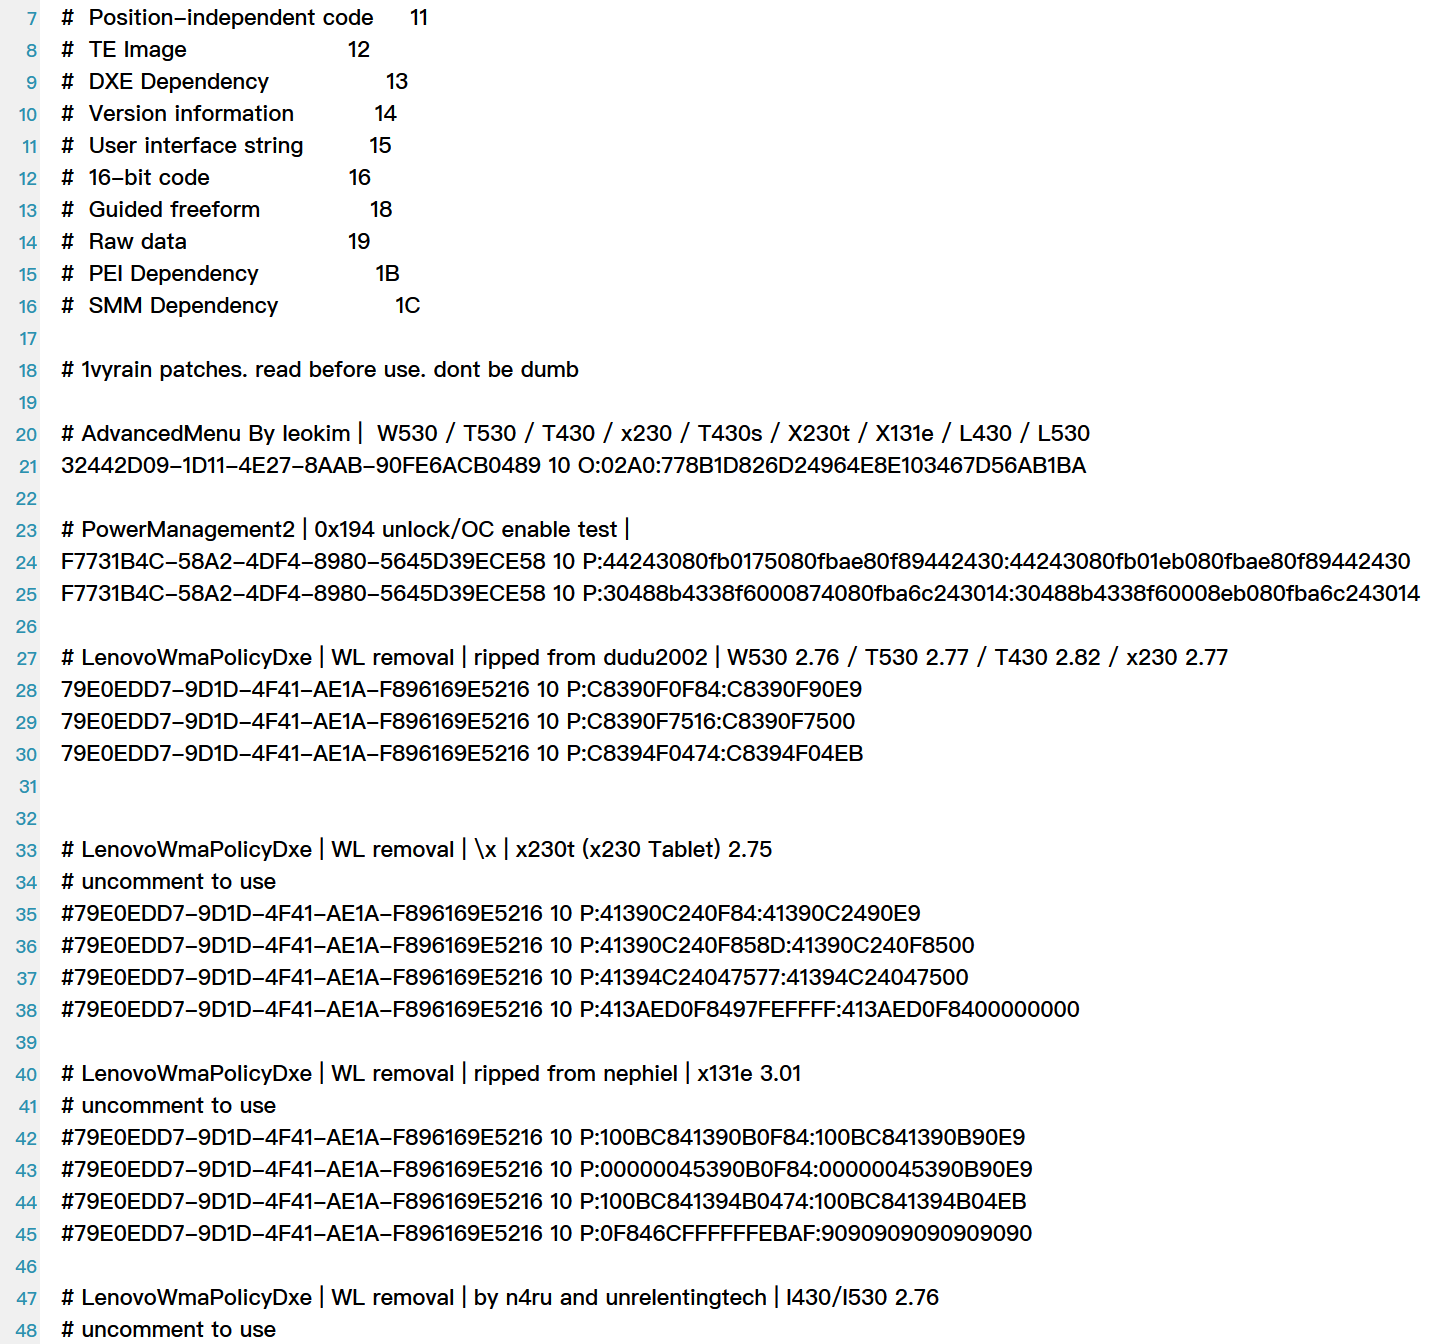 7 # Position-independent code 11
8 # TE Image 12
9 # DXE Dependency 13
10 # Version information 14
11 # User interface string 15
12 # 16-bit code 16
13 # Guided freeform 18
14 # Raw data 19
15 # PEI Dependency 1B
16 # SMM Dependency 1C
17
18 # 1vyrain patches. read before use. dont be dumb
19
20 # AdvancedMenu By leokim | W530 / T530 / T430 / x230 / T430s / X230t / X131e / L430 / L530
21 32442D09-1D11-4E27-8AAB-90FE6ACB0489 10 O:02A0:778B1D826D24964E8E103467D56AB1BA
22
23 # PowerManagement2 | 0x194 unlock/OC enable test |
24 F7731B4C-58A2-4DF4-8980-5645D39ECE58 10 P:44243080fb0175080fbae80f89442430:44243080fb01eb080fbae80f89442430
25 F7731B4C-58A2-4DF4-8980-5645D39ECE58 10 P:30488b4338f6000874080fba6c243014:30488b4338f60008eb080fba6c243014
26
27 # LenovoWmaPolicyDxe | WL removal | ripped from dudu2002 | W530 2.76 / T530 2.77 / T430 2.82 / x230 2.77
28 79E0EDD7-9D1D-4F41-AE1A-F896169E5216 10 P:C8390F0F84:C8390F90E9
29 79E0EDD7-9D1D-4F41-AE1A-F896169E5216 10 P:C8390F7516:C8390F7500
30 79E0EDD7-9D1D-4F41-AE1A-F896169E5216 10 P:C8394F0474:C8394F04EB
31
32
33 # LenovoWmaPolicyDxe | WL removal | \x | x230t (x230 Tablet) 2.75
34 # uncomment to use
35 #79E0EDD7-9D1D-4F41-AE1A-F896169E5216 10 P:41390C240F84:41390C2490E9
36 #79E0EDD7-9D1D-4F41-AE1A-F896169E5216 10 P:41390C240F858D:41390C240F8500
37 #79E0EDD7-9D1D-4F41-AE1A-F896169E5216 10 P:41394C24047577:41394C24047500
38 #79E0EDD7-9D1D-4F41-AE1A-F896169E5216 10 P:413AED0F8497FEFFFF:413AED0F8400000000
39
40 # LenovoWmaPolicyDxe | WL removal | ripped from nephiel | x131e 3.01
41 # uncomment to use
42 #79E0EDD7-9D1D-4F41-AE1A-F896169E5216 10 P:100BC841390B0F84:100BC841390B90E9
43 #79E0EDD7-9D1D-4F41-AE1A-F896169E5216 10 P:00000045390B0F84:00000045390B90E9
44 #79E0EDD7-9D1D-4F41-AE1A-F896169E5216 10 P:100BC841394B0474:100BC841394B04EB
45 #79E0EDD7-9D1D-4F41-AE1A-F896169E5216 10 P:0F846CFFFFFFEBAF:9090909090909090
46
47 # LenovoWmaPolicyDxe | WL removal | by n4ru and unrelentingtech | l430/l530 2.76
48 # uncomment to use